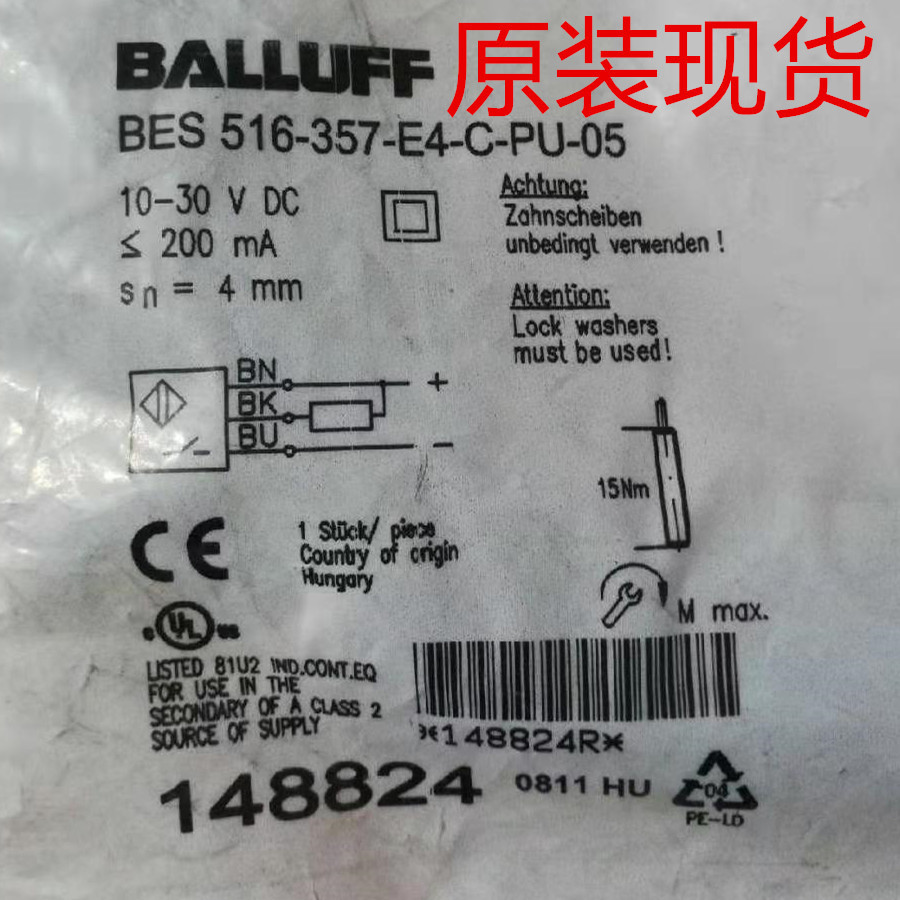 BALLUFF
原装现货
BES 516-357-E4-C-PU-05
10-30 V DC
≤ 200 mA
sn = 4 mm
Achtung:
Zahnscheiben
unbedingt verwenden !
Attention:
Lock washers
must be used!
BN
+
BK
BU
-
15Nm
M max.
CE
1 Stück/ piece
Country of origin
Hungary
c UL us
LISTED 81U2 IND.CONT.EQ
FOR USE IN THE
SECONDARY OF A CLASS 2
SOURCE OF SUPPLY
*148824R*
148824
0811 HU
04
PE-LD